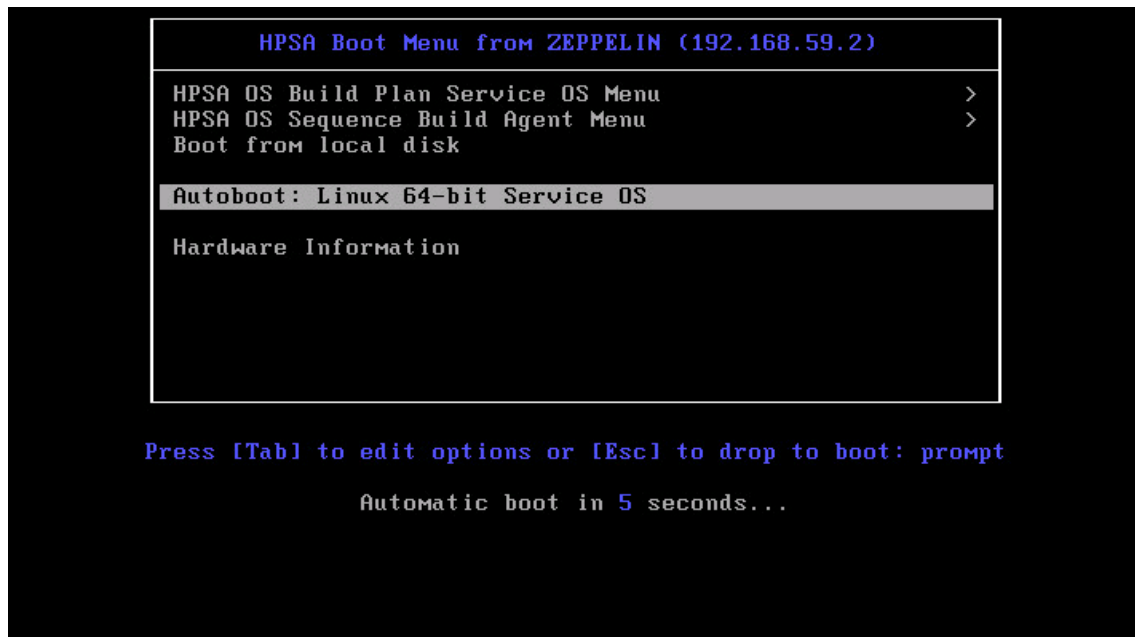 HPSA Boot Menu from ZEPPELIN (192.168.59.2)
HPSA OS Build Plan Service OS Menu >
HPSA OS Sequence Build Agent Menu >
Boot from local disk
Autoboot: Linux 64-bit Service OS
Hardware Information
Press [Tab] to edit options or [Esc] to drop to boot: prompt
Automatic boot in 5 seconds...